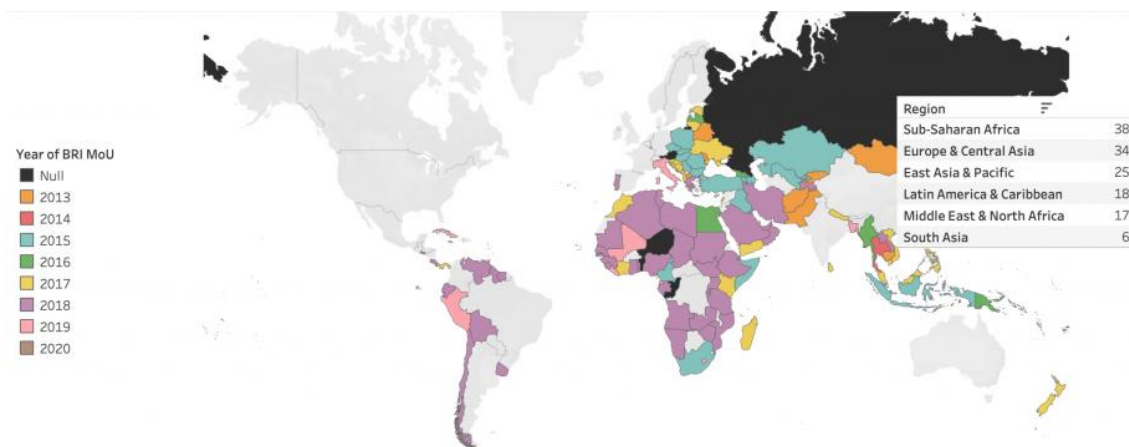 Year of BRI MoU
Null
2013
2014
2015
2016
2017
2018
2019
2020
Region
Sub-Saharan Africa 38
Europe & Central Asia 34
East Asia & Pacific 25
Latin America & Caribbean 18
Middle East & North Africa 17
South Asia 6